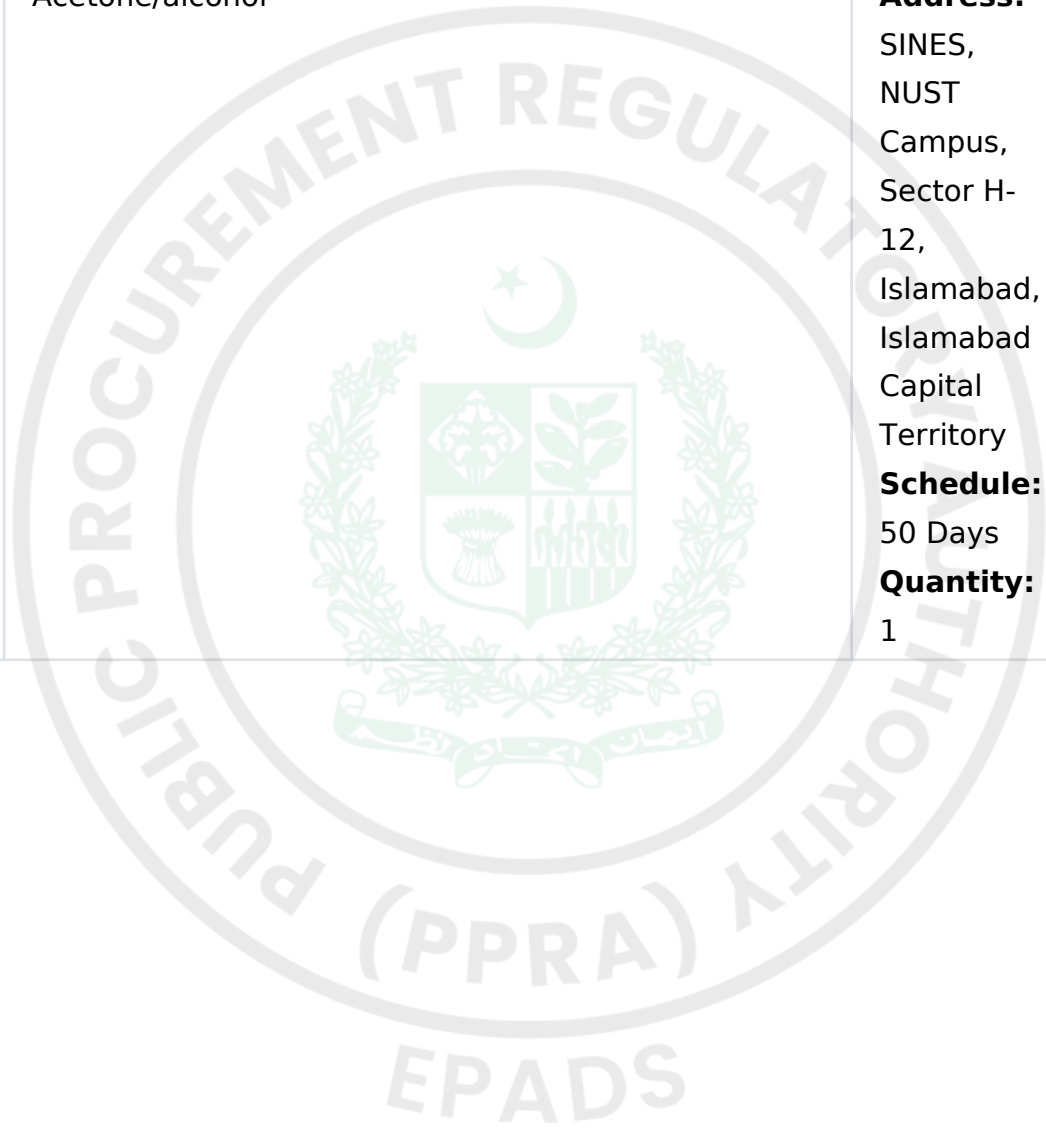 Acetone/alcohol
Address:
SINES,
NUST
Campus,
Sector H-
12,
Islamabad,
Islamabad
Capital
Territory
Schedule:
50 Days
Quantity:
1
PUBLIC PROCUREMENT REGULATORY AUTHORITY
(PPRA)
EPADS